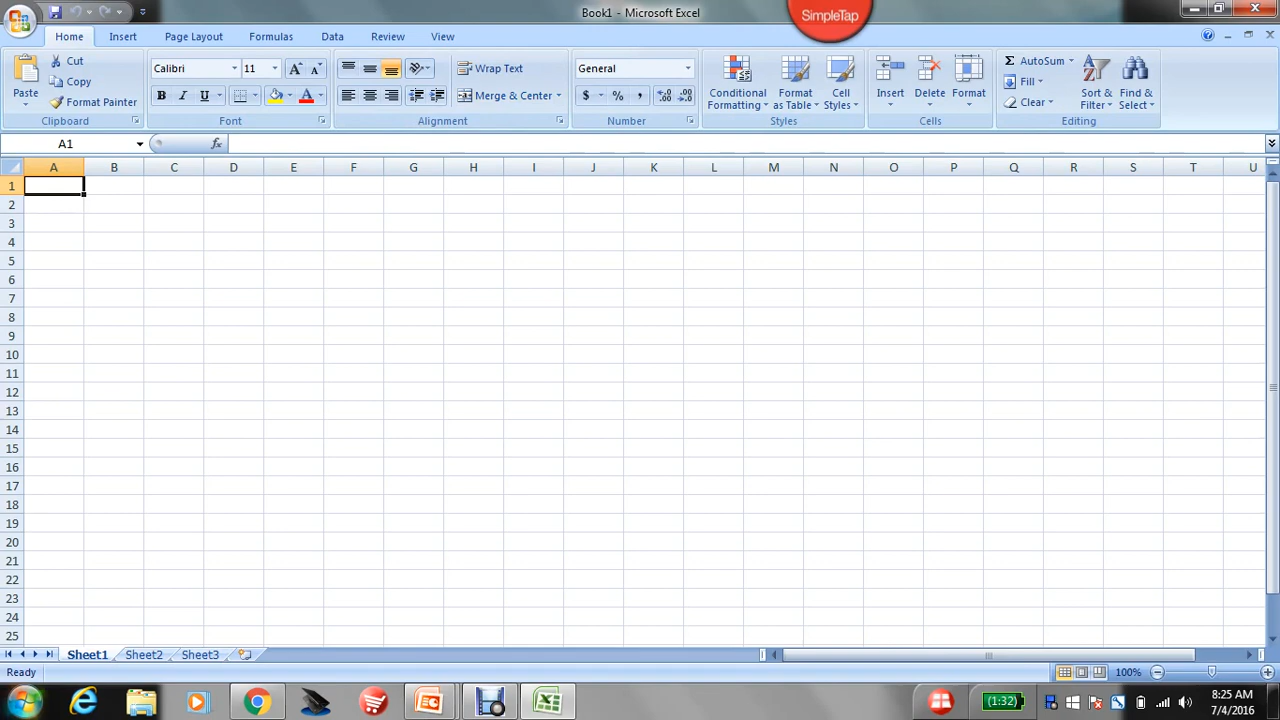 Book1 - Microsoft Excel
SimpleTap
Home Insert Page Layout Formulas Data Review View
Paste
Cut
Copy
Format Painter
Clipboard
Calibri 11
B I U A
Font
Wrap Text
Merge & Center
Alignment
General
$ % ,
Number
Conditional Formatting
Format as Table
Cell Styles
Styles
Insert
Delete
Format
Cells
Σ AutoSum
Fill
Clear
Sort & Filter
Find & Select
Editing
A1 fx
A B C D E F G H I J K L M N O P Q R S T U
1
2
3
4
5
6
7
8
9
10
11
12
13
14
15
16
17
18
19
20
21
22
23
24
25
Sheet1 Sheet2 Sheet3
Ready 100%
(1:32)
8:25 AM
7/4/2016